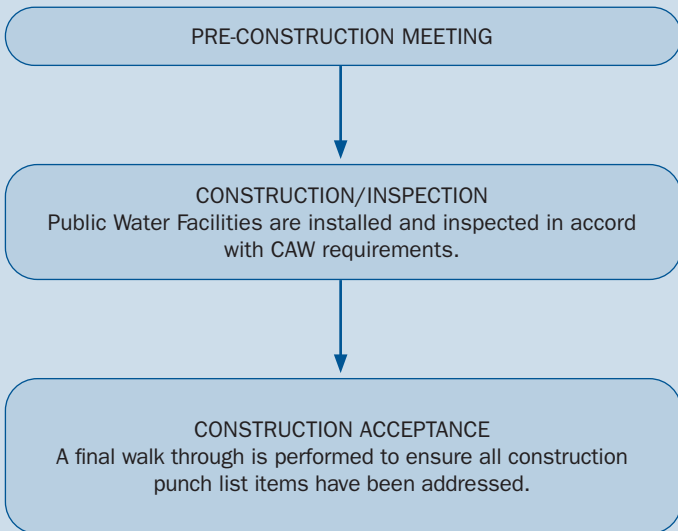 PRE-CONSTRUCTION MEETING
CONSTRUCTION/INSPECTION
Public Water Facilities are installed and inspected in accord
with CAW requirements.
CONSTRUCTION ACCEPTANCE
A final walk through is performed to ensure all construction
punch list items have been addressed.